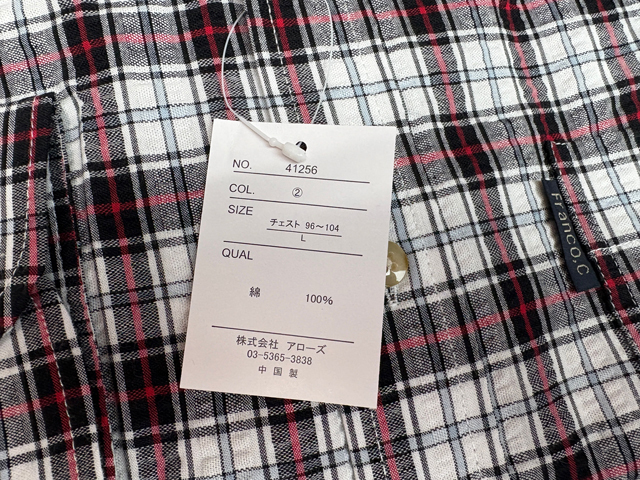 NO. 41256
COL. ②
SIZE
チェスト 96～104
L
QUAL
綿 100%
株式会社 アローズ
03-5365-3838
中国製
Franco.C